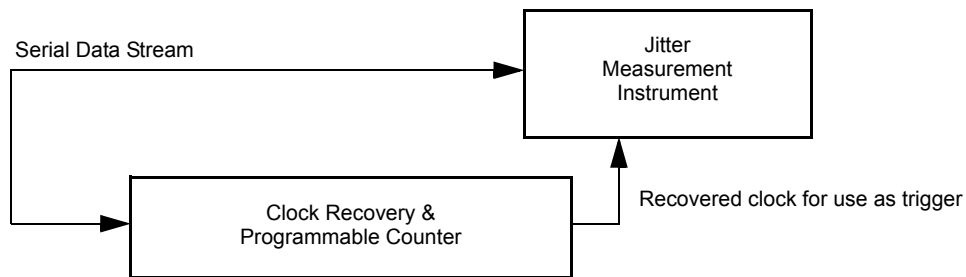 Serial Data Stream
Jitter
Measurement
Instrument
Clock Recovery &
Programmable Counter
Recovered clock for use as trigger